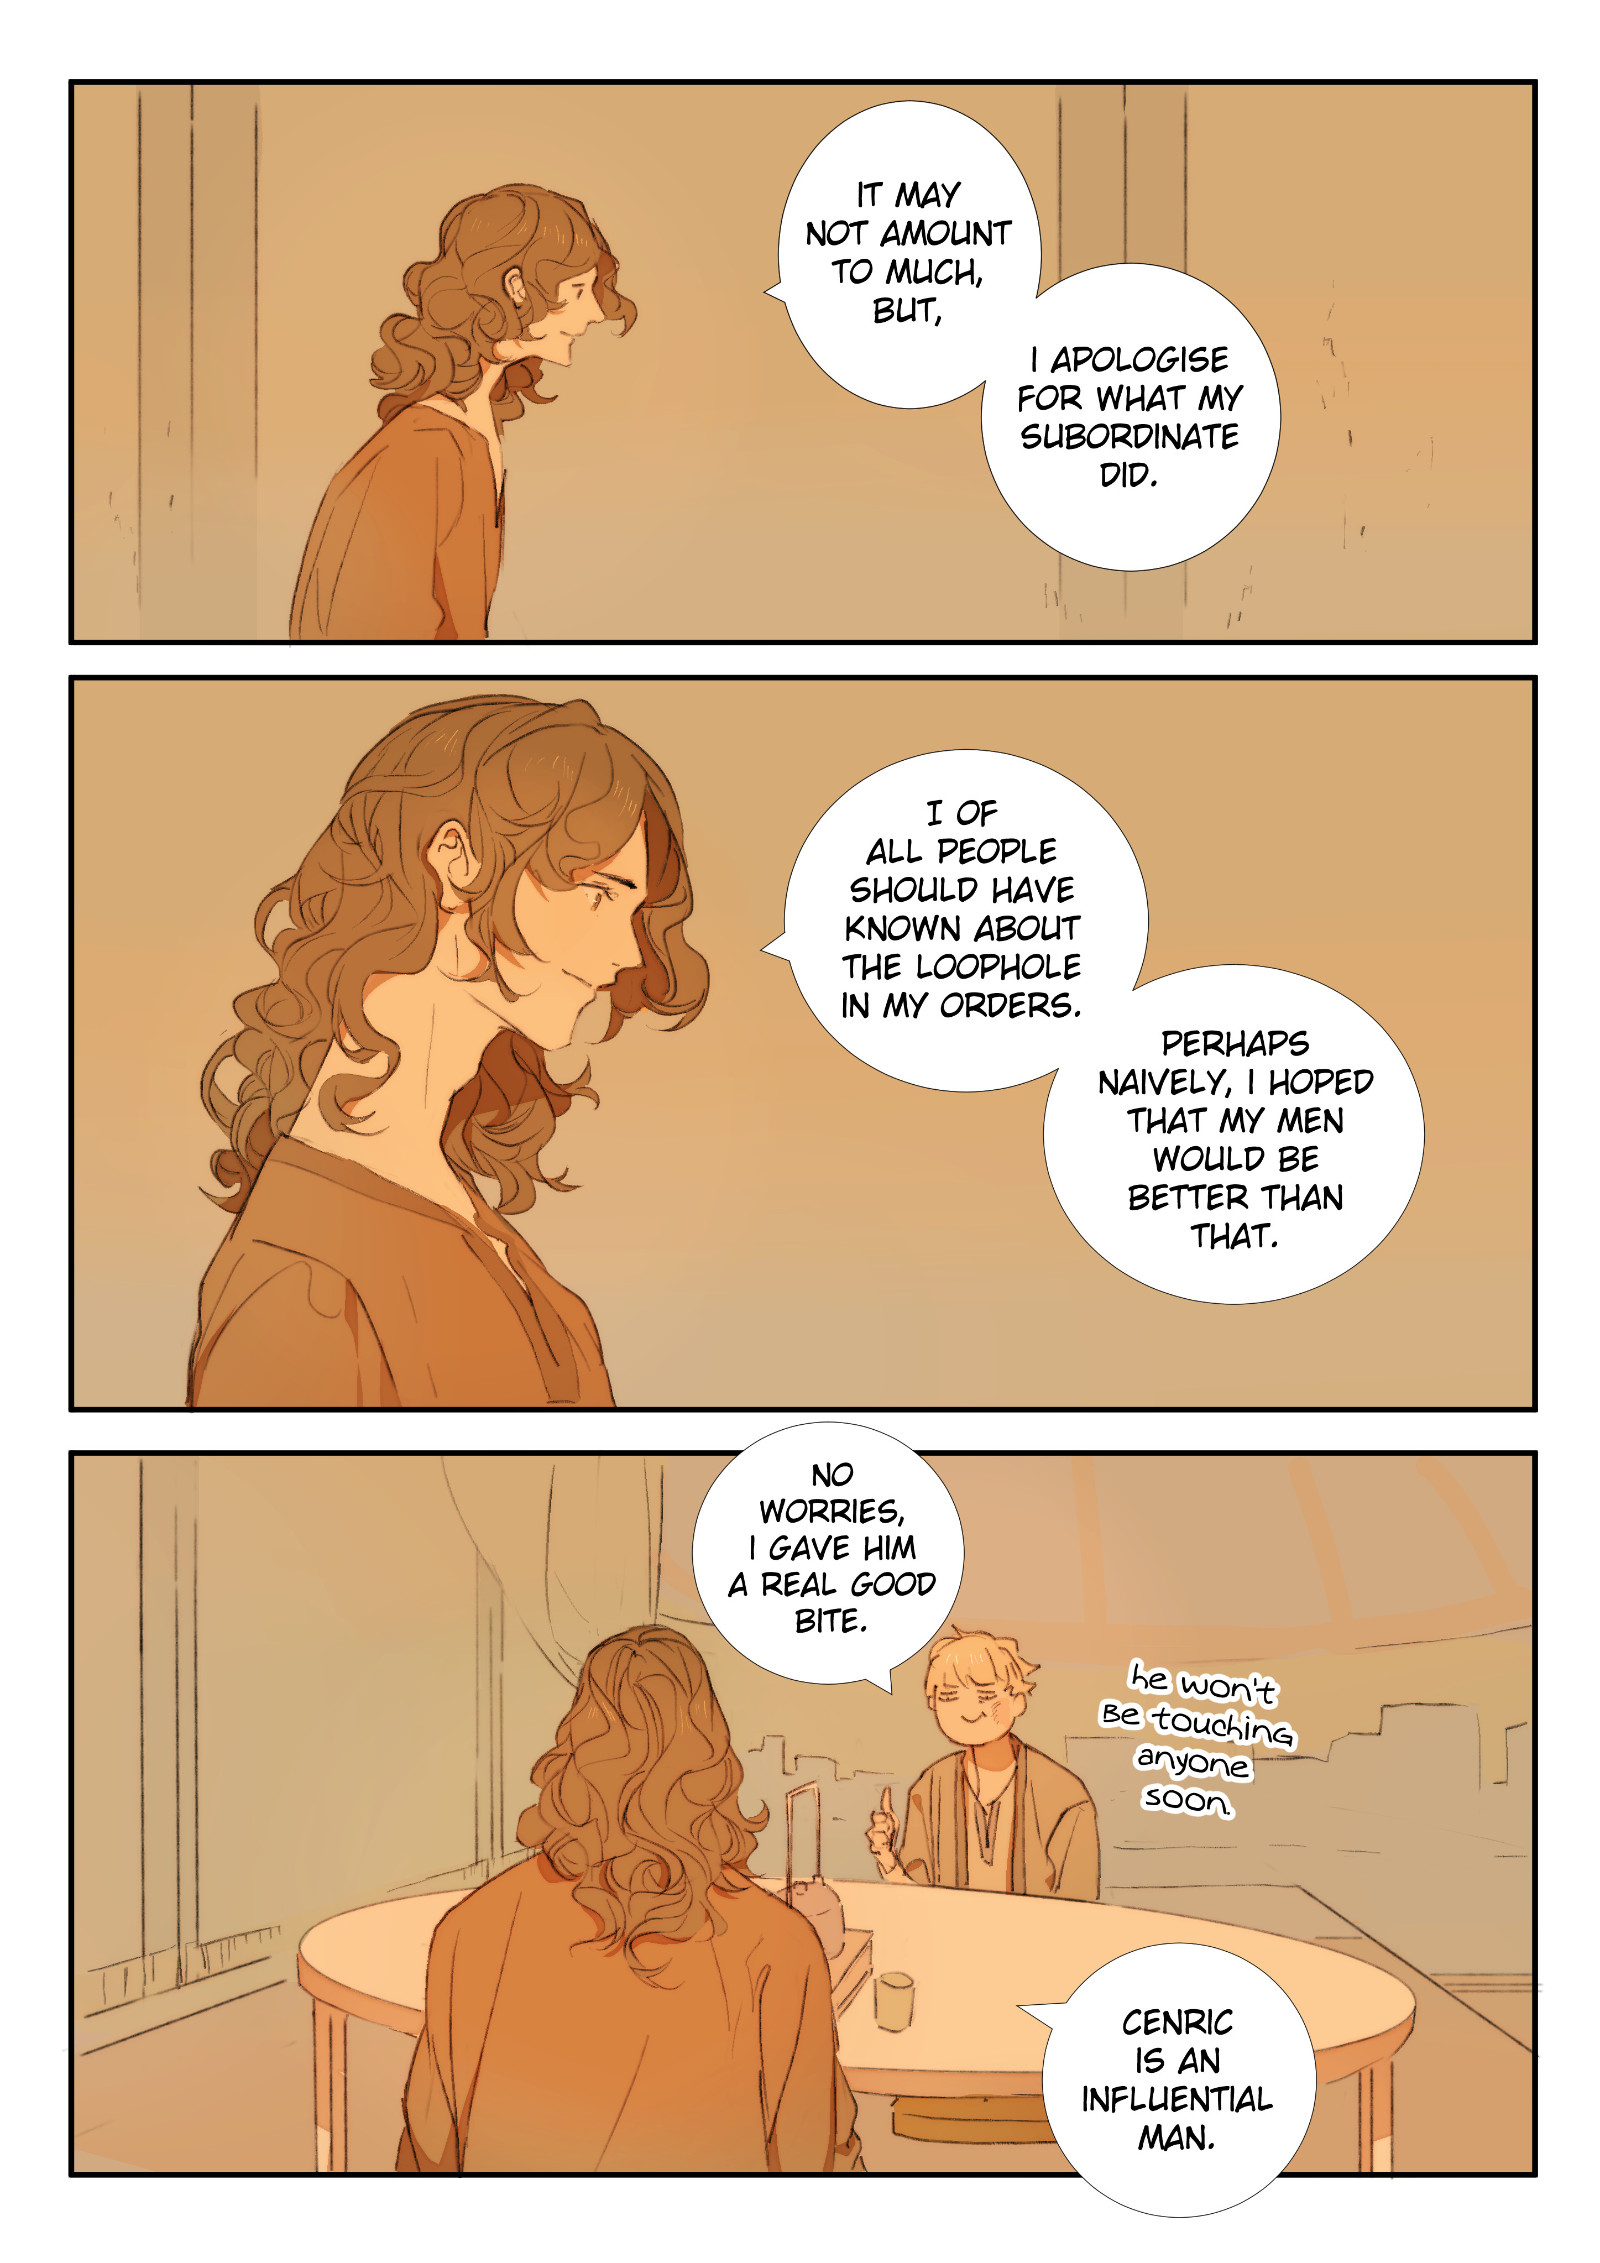 IT MAY
NOT AMOUNT
TO MUCH,
BUT,
I APOLOGISE
FOR WHAT MY
SUBORDINATE
DID.
I OF
ALL PEOPLE
SHOULD HAVE
KNOWN ABOUT
THE LOOPHOLE
IN MY ORDERS.
PERHAPS
NAIVELY, I HOPED
THAT MY MEN
WOULD BE
BETTER THAN
THAT.
NO
WORRIES,
I GAVE HIM
A REAL GOOD
BITE.
he won't
Be touching
anyone
soon.
CENRIC
IS AN
INFLUENTIAL
MAN.